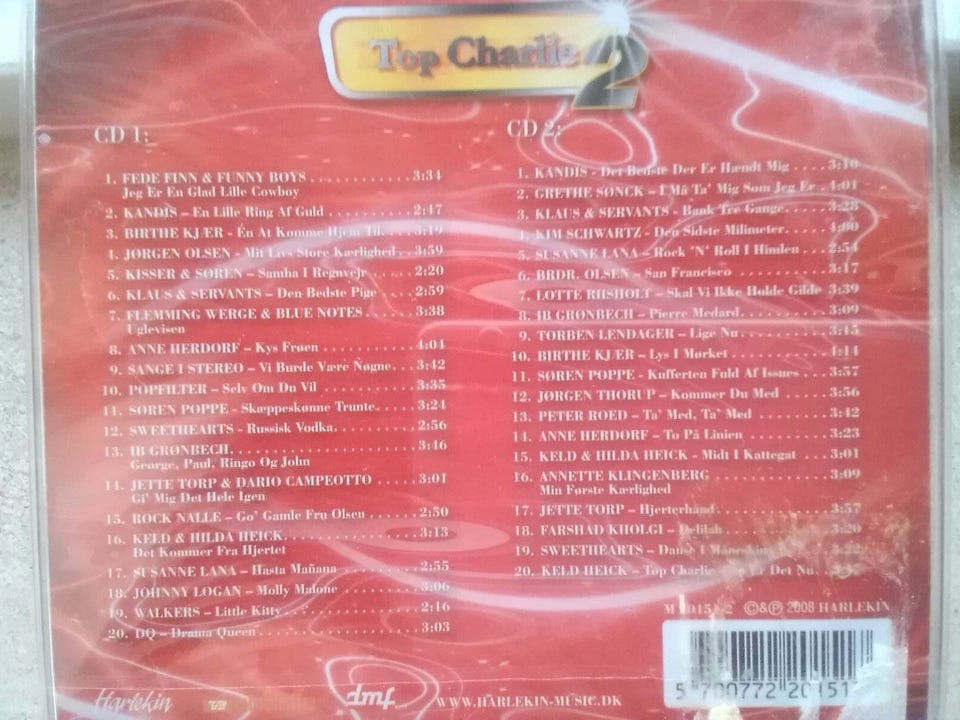 Top Charlie 2
CD 1:
1. FEDE FINN & FUNNY BOYS ............ 3:34
Jeg Er En Glad Lille Cowboy
2. KANDIS – En Lille Ring Af Guld .......... 2:47
3. BIRTHE KJÆR - Én At Komme Hjem Til. ... 3:19
4. JØRGEN OLSEN - Mit Livs Store Kærlighed .. 3:59
5. KISSER & SØREN – Samba I Regnvejr ...... 2:20
6. KLAUS & SERVANTS – Den Bedste Pige .... 2:59
7. FLEMMING WERGE & BLUE NOTES ....... 3:38
Uglevisen
8. ANNE HERDORF – Kys Frøen ............ 4:04
9. SANGE I STEREO – Vi Burde Være Nøgne. .. 3:42
10. POPFILTER – Selv Om Du Vil ............ 3:35
11. SØREN POPPE - Skæppeskønne Trunte. .... 3:24
12. SWEETHEARTS – Russisk Vodka. ......... 2:56
13. IB GRØNBECH. ....................... 3:46
George, Paul, Ringo Og John
14. JETTE TORP & DARIO CAMPEOTTO ...... 3:01
Gi' Mig Det Hele Igen
15. ROCK NALLE – Go' Gamle Fru Olsen ...... 2:50
16. KELD & HILDA HEICK. ................ 3:13
Det Kommer Fra Hjertet
17. SUSANNE LANA – Hasta Mañana ......... 2:55
18. JOHNNY LOGAN – Molly Malone ......... 3:06
19. WALKERS – Little Kitty ................ 2:16
20. DQ – Drama Queen .................... 3:03
CD 2:
1. KANDIS - Det Bedste Der Er Hændt Mig .... 3:10
2. GRETHE SØNCK – I Må Ta' Mig Som Jeg Er . 4:01
3. KLAUS & SERVANTS - Bank Tre Gange. ..... 3:28
4. KIM SCHWARTZ – Den Sidste Milimeter. .... 4:00
5. SUSANNE LANA – Rock 'N' Roll I Himlen ... 2:54
6. BRDR. OLSEN – San Francisco ............ 3:17
7. LOTTE RIISHOLT – Skal Vi Ikke Holde Gilde 3:39
8. IB GRØNBECH – Pierre Medard. .......... 3:09
9. TORBEN LENDAGER – Lige Nu. .......... 3:45
10. BIRTHE KJÆR – Lys I Mørket ............ 4:14
11. SØREN POPPE – Kufferten Fuld Af Issues .. 3:57
12. JØRGEN THORUP – Kommer Du Med ..... 3:56
13. PETER ROED – Ta' Med, Ta' Med ......... 3:42
14. ANNE HERDORF – To På Linien .......... 3:23
15. KELD & HILDA HEICK - Midt I Kattegat ... 3:01
16. ANNETTE KLINGENBERG .............. 3:09
Min Første Kærlighed
17. JETTE TORP – Hjerterhånd. ............. 3:57
18. FARSHAD KHOLGI – Delilah ............ 3:20
19. SWEETHEARTS – Danse I Måneskin 3:22
20. KELD HEICK – Top Charlie Er Det Nu
©&℗ 2008 HARLEKIN
5 700772 20151
Harlekin
dmf
WWW.HARLEKIN-MUSIC.DK